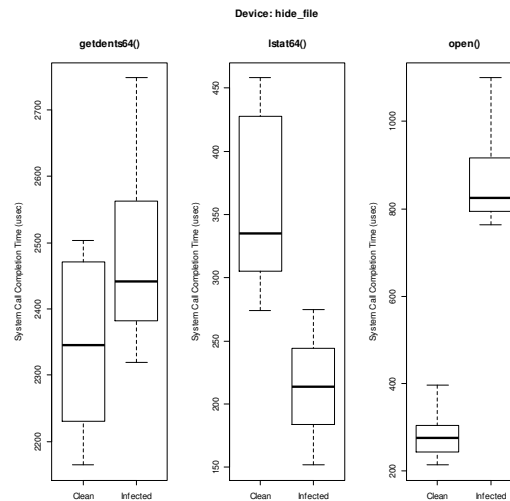 Device: hide_file
getdents64()
lstat64()
open()
System Call Completion Time (usec)
2200
2300
2400
2500
2600
2700
Clean
Infected
System Call Completion Time (usec)
150
200
250
300
350
400
450
Clean
Infected
System Call Completion Time (usec)
200
400
600
800
1000
Clean
Infected